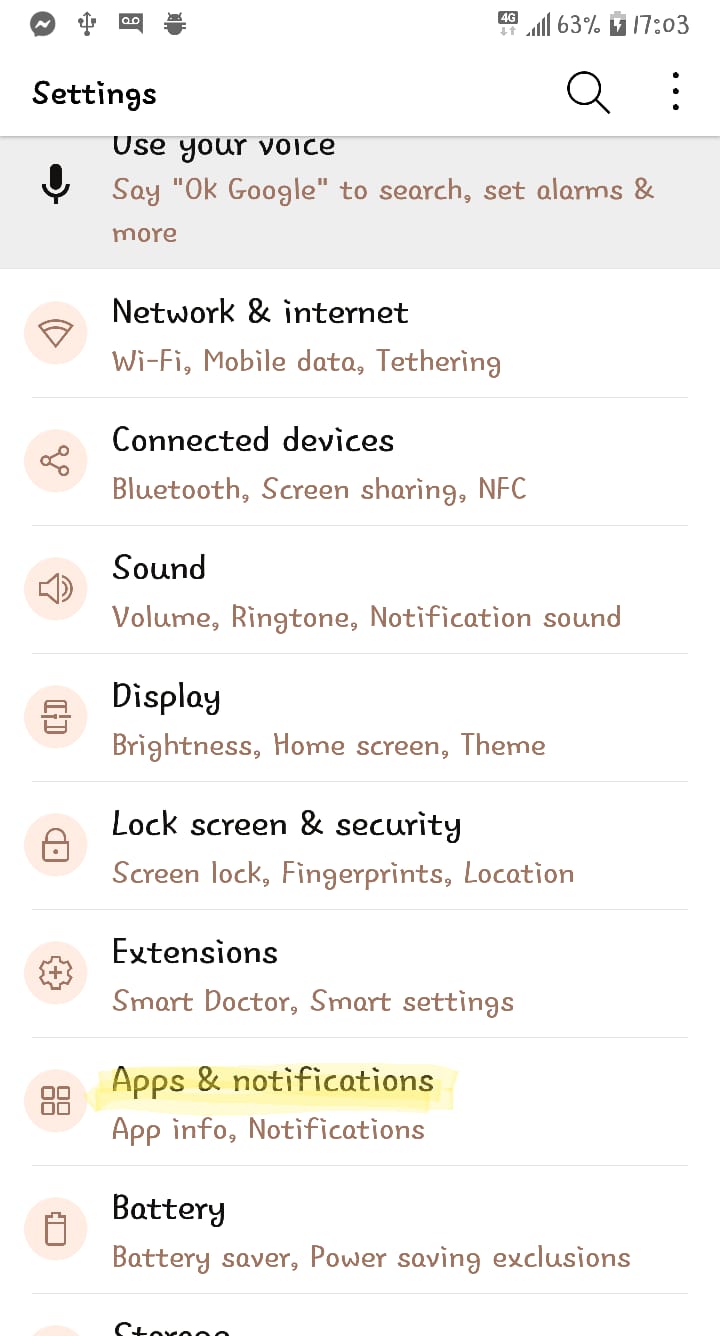 4G 63% 17:03
Settings
Use your voice
Say "Ok Google" to search, set alarms &
more
Network & internet
Wi-Fi, Mobile data, Tethering
Connected devices
Bluetooth, Screen sharing, NFC
Sound
Volume, Ringtone, Notification sound
Display
Brightness, Home screen, Theme
Lock screen & security
Screen lock, Fingerprints, Location
Extensions
Smart Doctor, Smart settings
Apps & notifications
App info, Notifications
Battery
Battery saver, Power saving exclusions
Storage